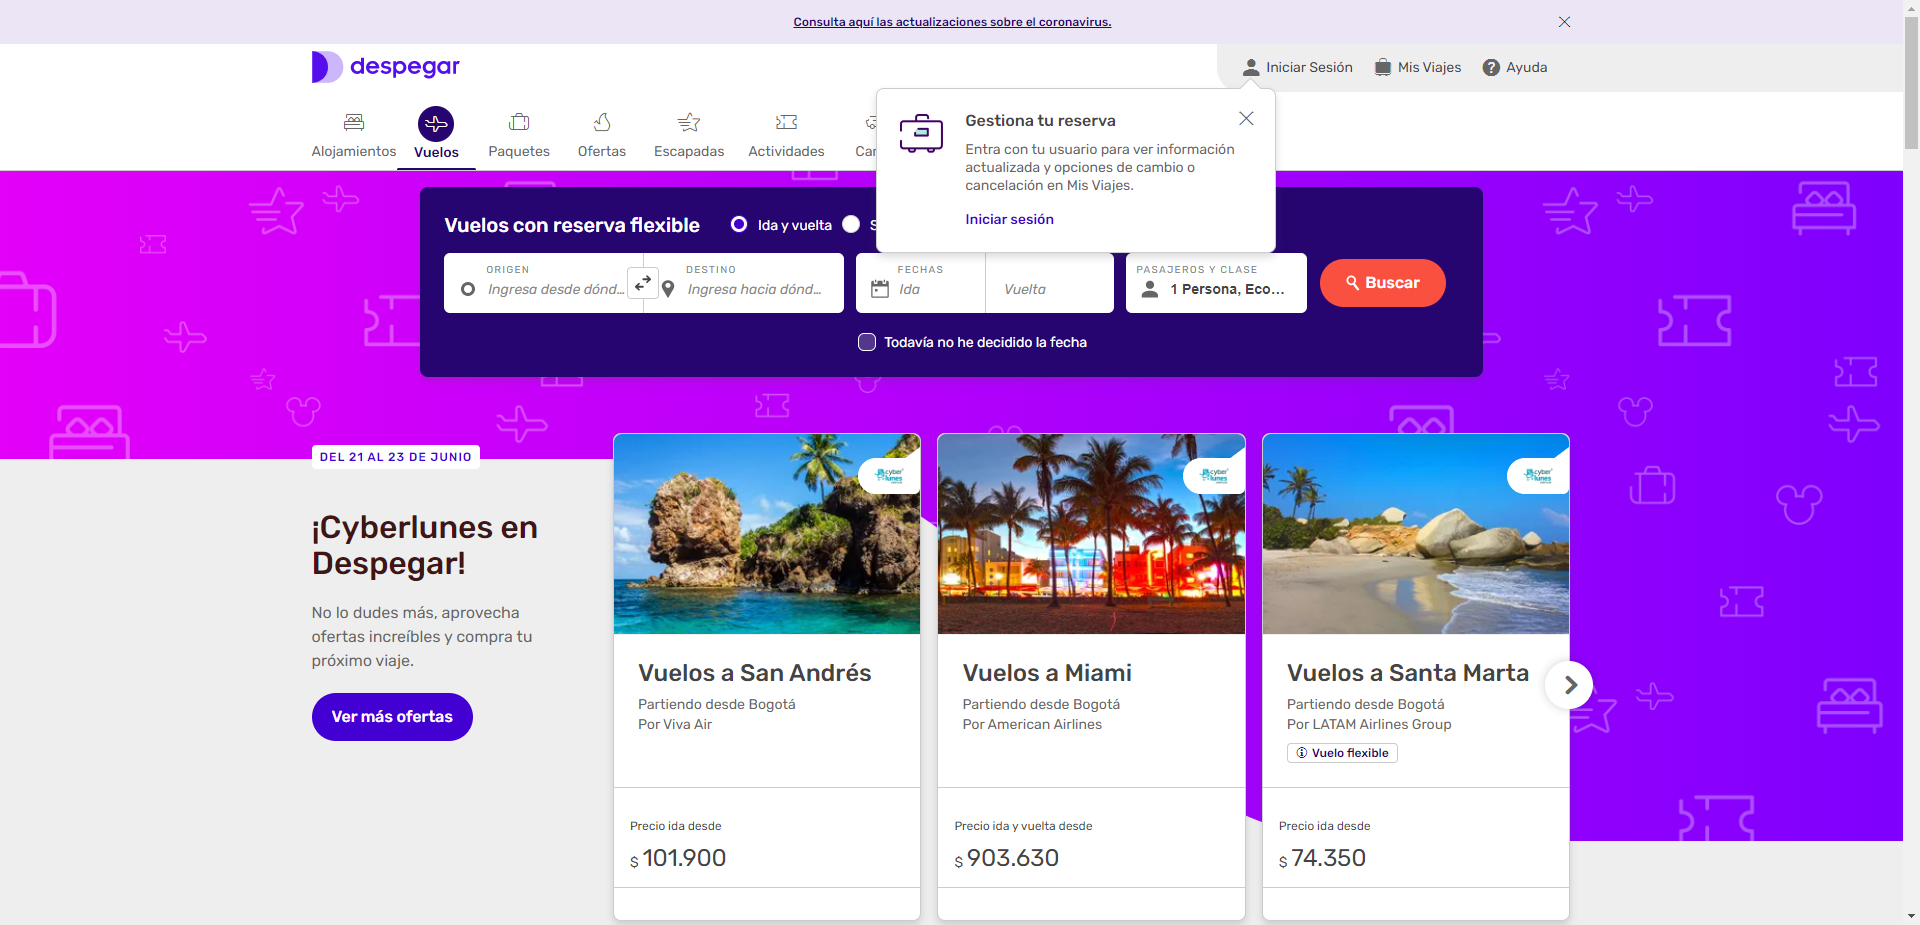 Consulta aquí las actualizaciones sobre el coronavirus.
despegar
Iniciar Sesión
Mis Viajes
Ayuda
Alojamientos
Vuelos
Paquetes
Ofertas
Escapadas
Actividades
Gestiona tu reserva
Entra con tu usuario para ver información
actualizada y opciones de cambio o
cancelación en Mis Viajes.
Iniciar sesión
Vuelos con reserva flexible
Ida y vuelta
ORIGEN
Ingresa desde dónd...
DESTINO
Ingresa hacia dónd...
FECHAS
Ida
Vuelta
PASAJEROS Y CLASE
1 Persona, Eco...
Buscar
Todavía no he decidido la fecha
DEL 21 AL 23 DE JUNIO
¡Cyberlunes en
Despegar!
No lo dudes más, aprovecha
ofertas increíbles y compra tu
próximo viaje.
Ver más ofertas
cyber
lunes
Vuelos a San Andrés
Partiendo desde Bogotá
Por Viva Air
Precio ida desde
$ 101.900
cyber
lunes
Vuelos a Miami
Partiendo desde Bogotá
Por American Airlines
Precio ida y vuelta desde
$ 903.630
cyber
lunes
Vuelos a Santa Marta
Partiendo desde Bogotá
Por LATAM Airlines Group
Vuelo flexible
Precio ida desde
$ 74.350